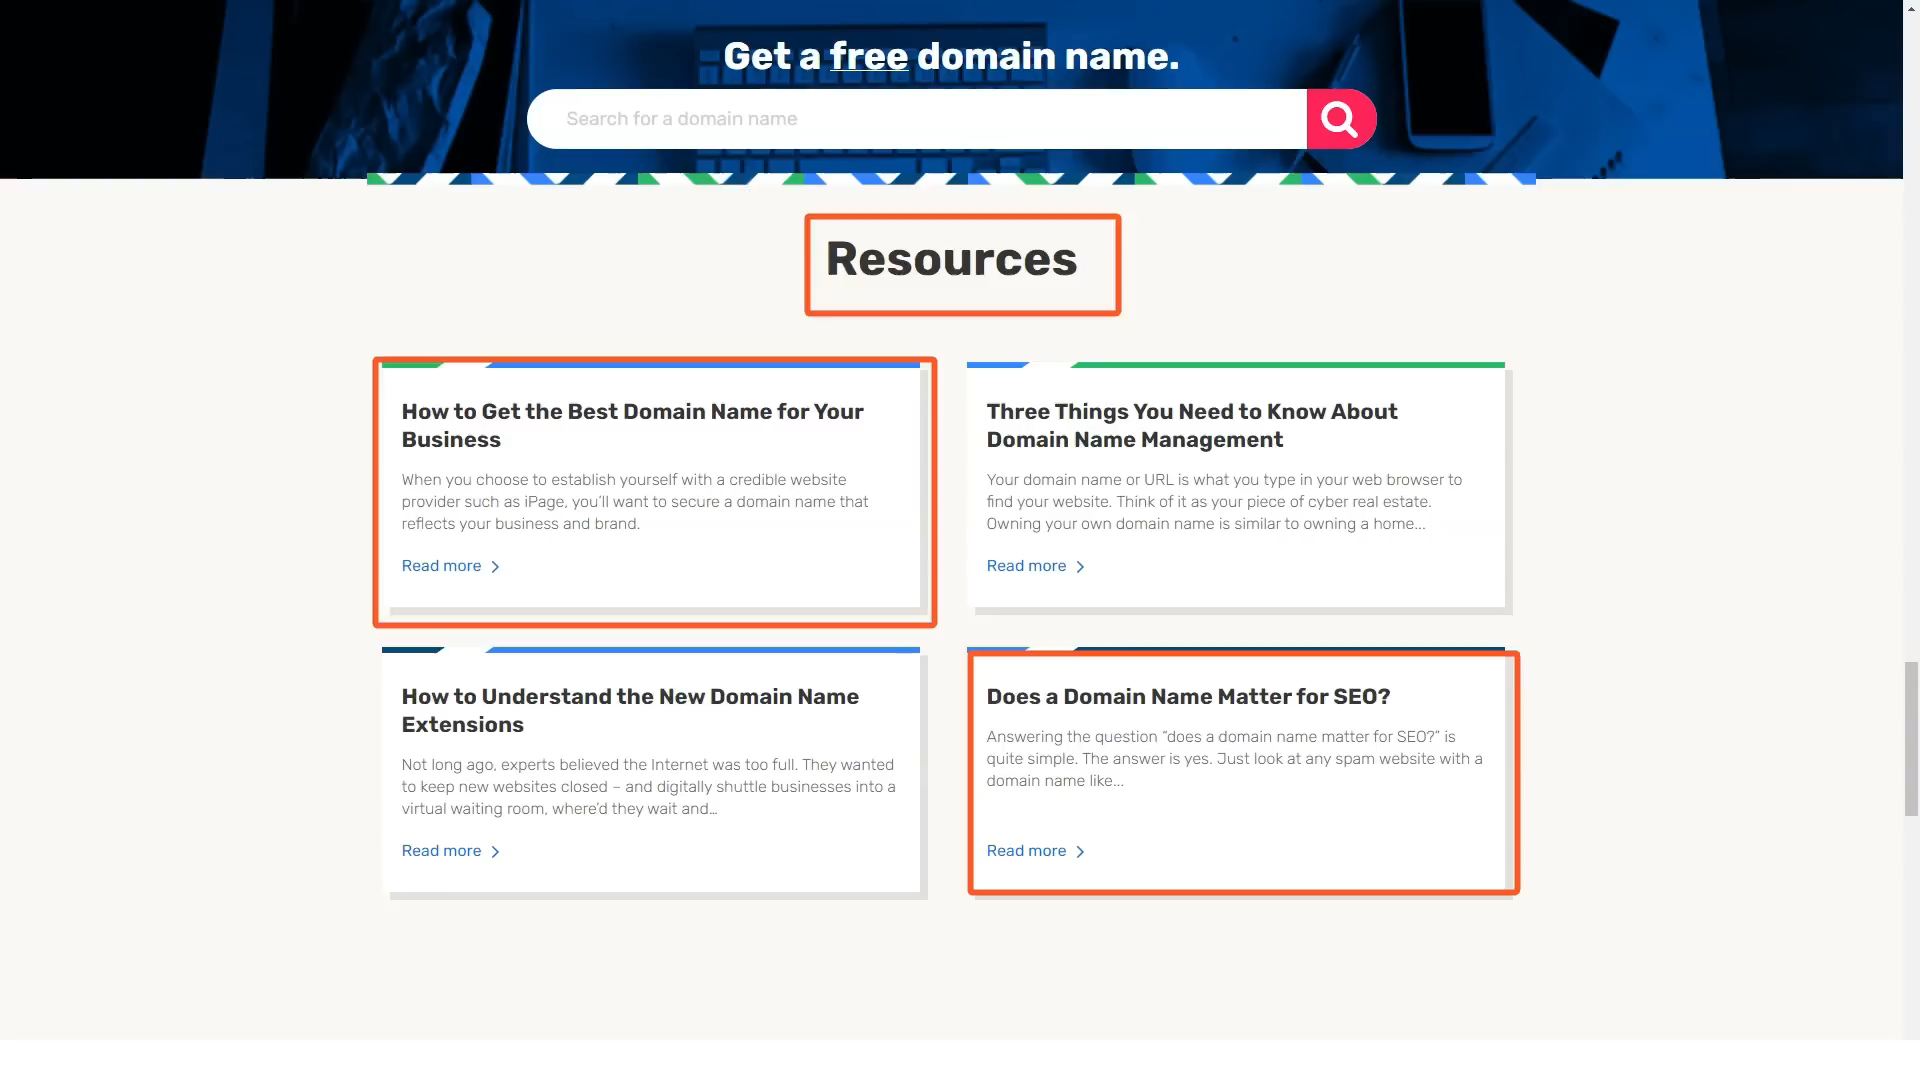 Get a free domain name.
Search for a domain name
Resources
How to Get the Best Domain Name for Your
Business
When you choose to establish yourself with a credible website
provider such as iPage, you'll want to secure a domain name that
reflects your business and brand.
Read more
Three Things You Need to Know About
Domain Name Management
Your domain name or URL is what you type in your web browser to
find your website. Think of it as your piece of cyber real estate.
Owning your own domain name is similar to owning a home...
Read more
How to Understand the New Domain Name
Extensions
Not long ago, experts believed the Internet was too full. They wanted
to keep new websites closed – and digitally shuttle businesses into a
virtual waiting room, where'd they wait and...
Read more
Does a Domain Name Matter for SEO?
Answering the question "does a domain name matter for SEO?" is
quite simple. The answer is yes. Just look at any spam website with a
domain name like...
Read more